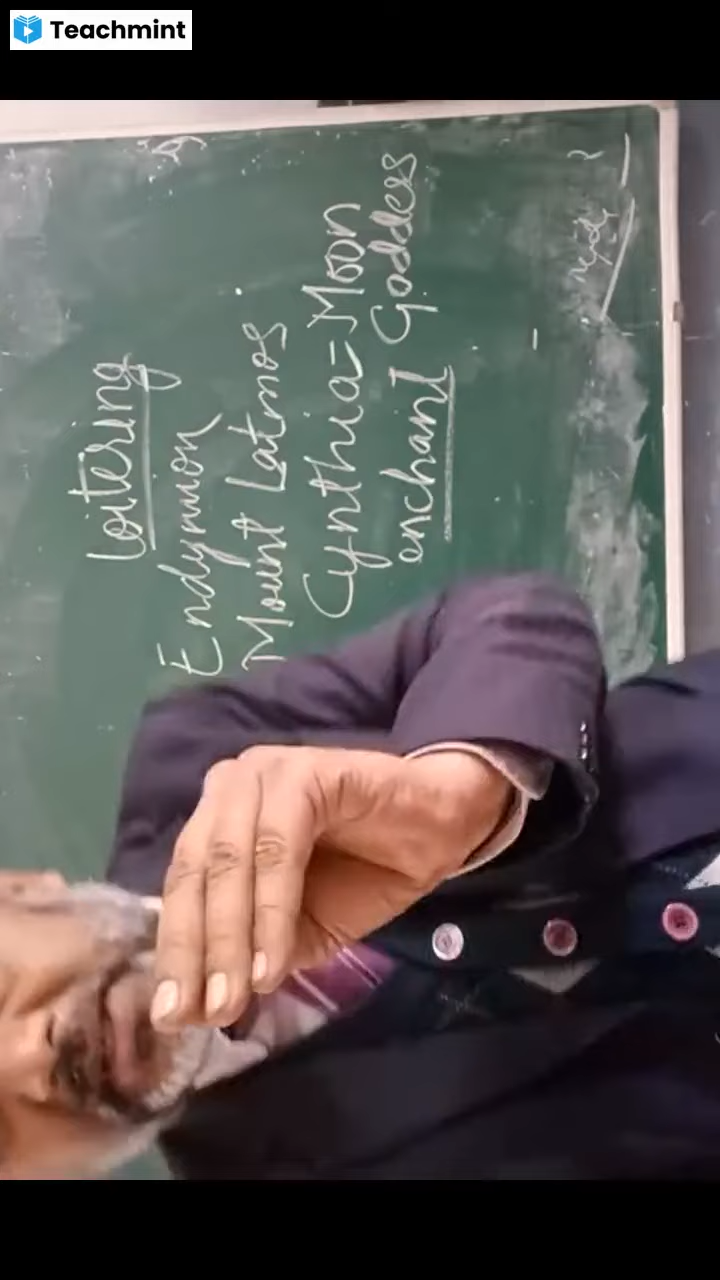 Teachmint
loitering
Endymion
Mount Latmos
Cynthia = Moon
Goddess
enchant